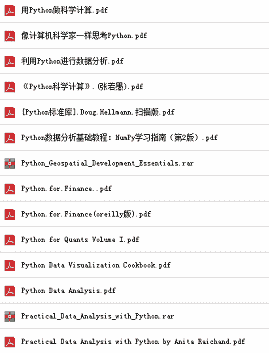 用Python做科学计算.pdf
像计算机科学家一样思考Python.pdf
利用Python进行数据分析.pdf
《Python科学计算》.(张若愚).pdf
[Python标准库].Doug.Hellmann.扫描版.pdf
Python数据分析基础教程：NumPy学习指南（第2版）.pdf
Python_Geospatial_Development_Essentials.rar
Python.for.Finance..pdf
Python.for.Finance(oreilly版).pdf
Python for Quants Volume I.pdf
Python Data Visualization Cookbook.pdf
Python Data Analysis.pdf
Practical_Data_Analysis_with_Python.rar
Practical Data Analysis with Python by Anita Raichand.pdf